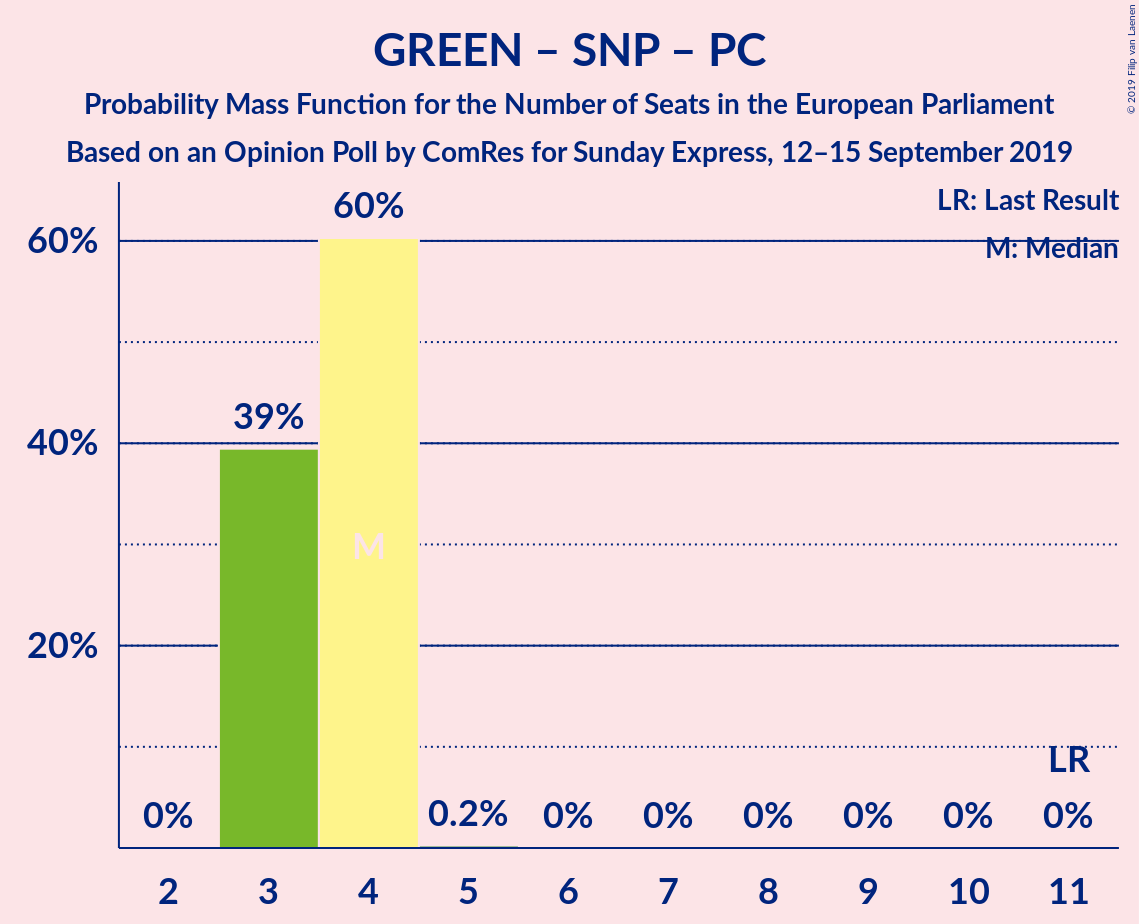 GREEN – SNP – PC
Probability Mass Function for the Number of Seats in the European Parliament
Based on an Opinion Poll by ComRes for Sunday Express, 12–15 September 2019
© 2019 Filip van Laenen
LR: Last Result
M: Median
60%
40%
20%
0%
39%
60%
M
0.2%
0%
0%
0%
0%
0%
LR
0%
2 3 4 5 6 7 8 9 10 11